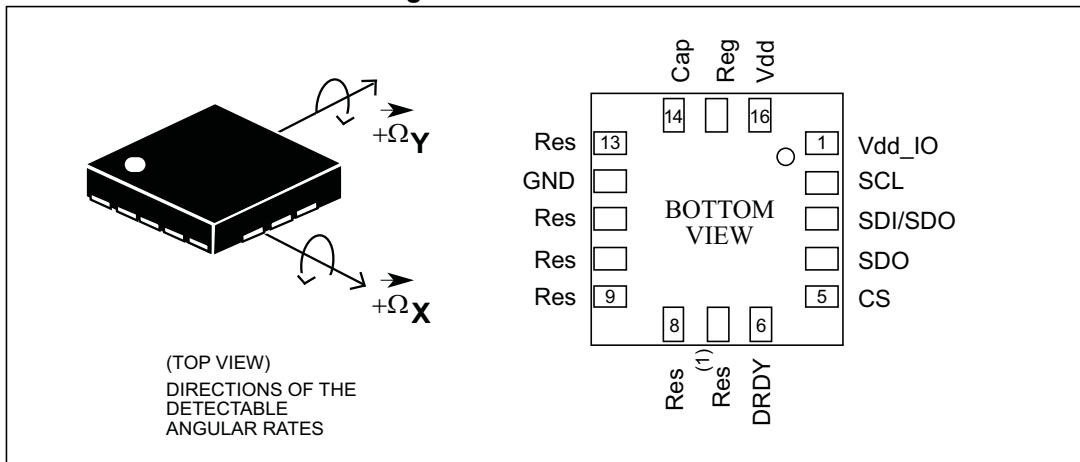 g
+ΩY
+ΩX
(TOP VIEW)
DIRECTIONS OF THE
DETECTABLE
ANGULAR RATES
Cap
Reg
Vdd
14
16
Res
13
GND
Res
Res
Res
9
BOTTOM
VIEW
1
Vdd_IO
SCL
SDI/SDO
SDO
5
CS
8
6
Res
Res (1)
DRDY